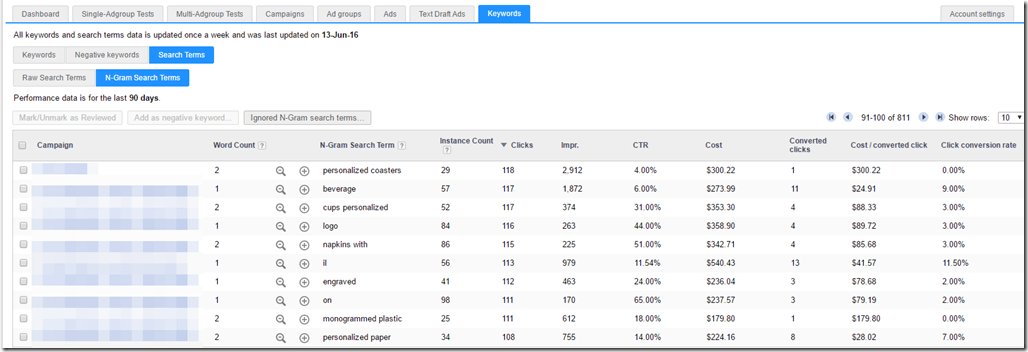 Dashboard Single-Adgroup Tests Multi-Adgroup Tests Campaigns Ad groups Ads Text Draft Ads Keywords Account settings
All keywords and search terms data is updated once a week and was last updated on 13-Jun-16
Keywords Negative keywords Search Terms
Raw Search Terms N-Gram Search Terms
Performance data is for the last 90 days.
Mark/Unmark as Reviewed Add as negative keyword... Ignored N-Gram search terms... 91-100 of 811 Show rows: 10
Campaign Word Count ? N-Gram Search Term ? Instance Count ? Clicks Impr. CTR Cost Converted clicks Cost / converted click Click conversion rate
2 personalized coasters 29 118 2,912 4.00% $300.22 1 $300.22 0.00%
1 beverage 57 117 1,872 6.00% $273.99 11 $24.91 9.00%
2 cups personalized 52 117 374 31.00% $353.30 4 $88.33 3.00%
1 logo 84 116 263 44.00% $358.90 4 $89.72 3.00%
2 napkins with 86 115 225 51.00% $342.71 4 $85.68 3.00%
1 il 56 113 979 11.54% $540.43 13 $41.57 11.50%
1 engraved 41 112 463 24.00% $236.04 3 $78.68 2.00%
1 on 98 111 170 65.00% $237.57 3 $79.19 2.00%
2 monogrammed plastic 25 111 612 18.00% $179.80 1 $179.80 0.00%
2 personalized paper 34 108 755 14.00% $224.16 8 $28.02 7.00%